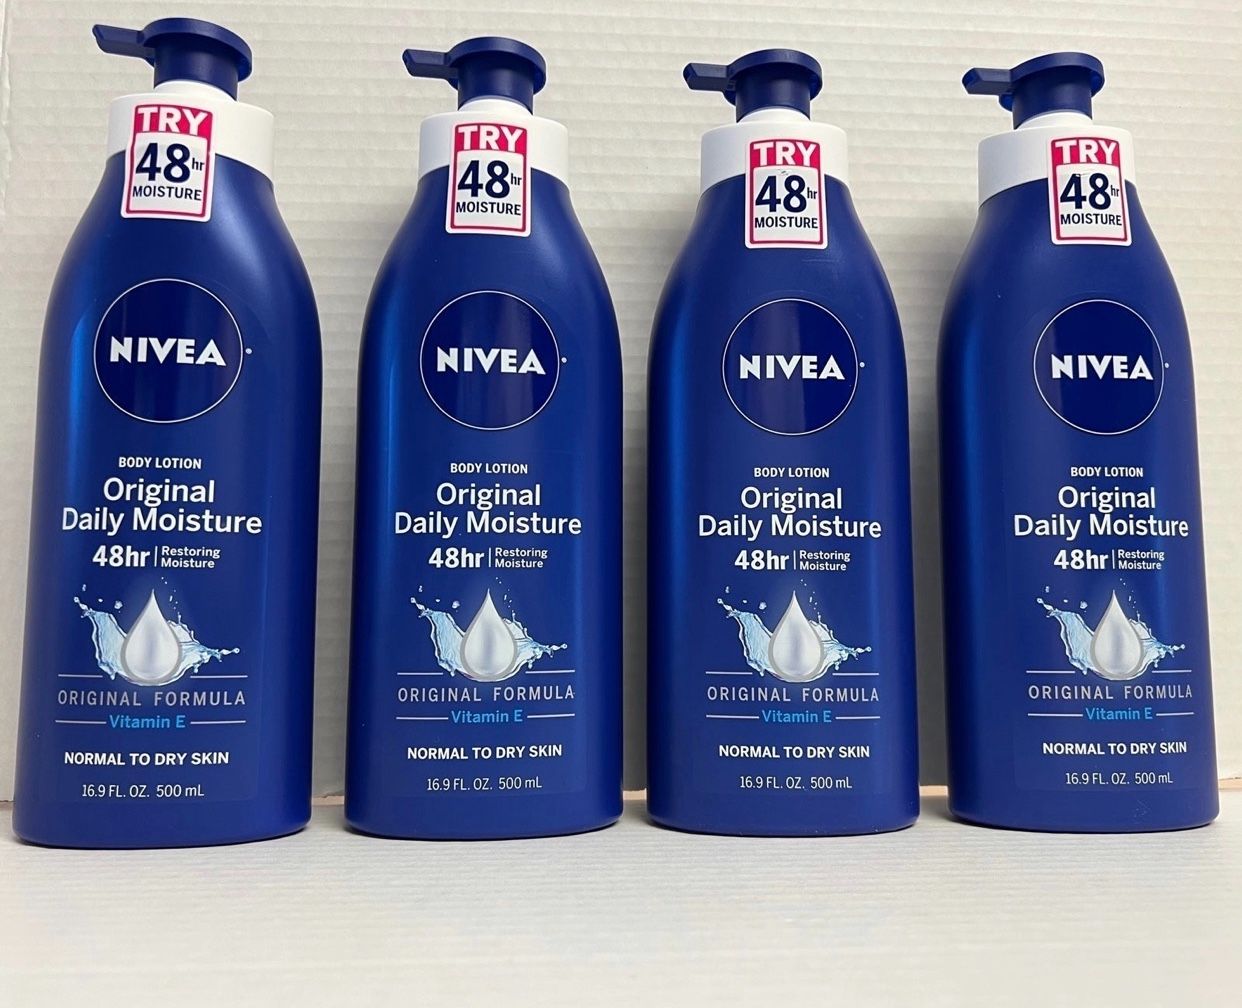 TRY
48hr
MOISTURE
NIVEA
BODY LOTION
Original
Daily Moisture
48hr | Restoring
Moisture
ORIGINAL FORMULA
Vitamin E
NORMAL TO DRY SKIN
16.9 FL. OZ. 500 mL
TRY
48hr
MOISTURE
NIVEA
BODY LOTION
Original
Daily Moisture
48hr | Restoring
Moisture
ORIGINAL FORMULA
Vitamin E
NORMAL TO DRY SKIN
16.9 FL. OZ. 500 mL
TRY
48hr
MOISTURE
NIVEA
BODY LOTION
Original
Daily Moisture
48hr | Restoring
Moisture
ORIGINAL FORMULA
Vitamin E
NORMAL TO DRY SKIN
16.9 FL. OZ. 500 mL
TRY
48hr
MOISTURE
NIVEA
BODY LOTION
Original
Daily Moisture
48hr | Restoring
Moisture
ORIGINAL FORMULA
Vitamin E
NORMAL TO DRY SKIN
16.9 FL. OZ. 500 mL